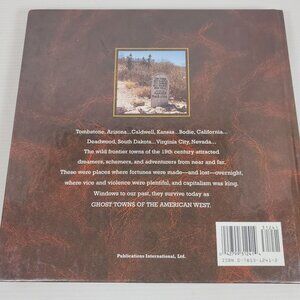 Tombstone, Arizona...Caldwell, Kansas...Bodie, California...
Deadwood, South Dakota...Virginia City, Nevada...
The wild frontier towns of the 19th century attracted
dreamers, schemers, and adventurers from near and far.
These were places where fortunes were made—and lost—overnight,
where vice and violence were plentiful, and capitalism was king.
Windows to our past, they survive today as
GHOST TOWNS OF THE AMERICAN WEST.
Publications International, Ltd.